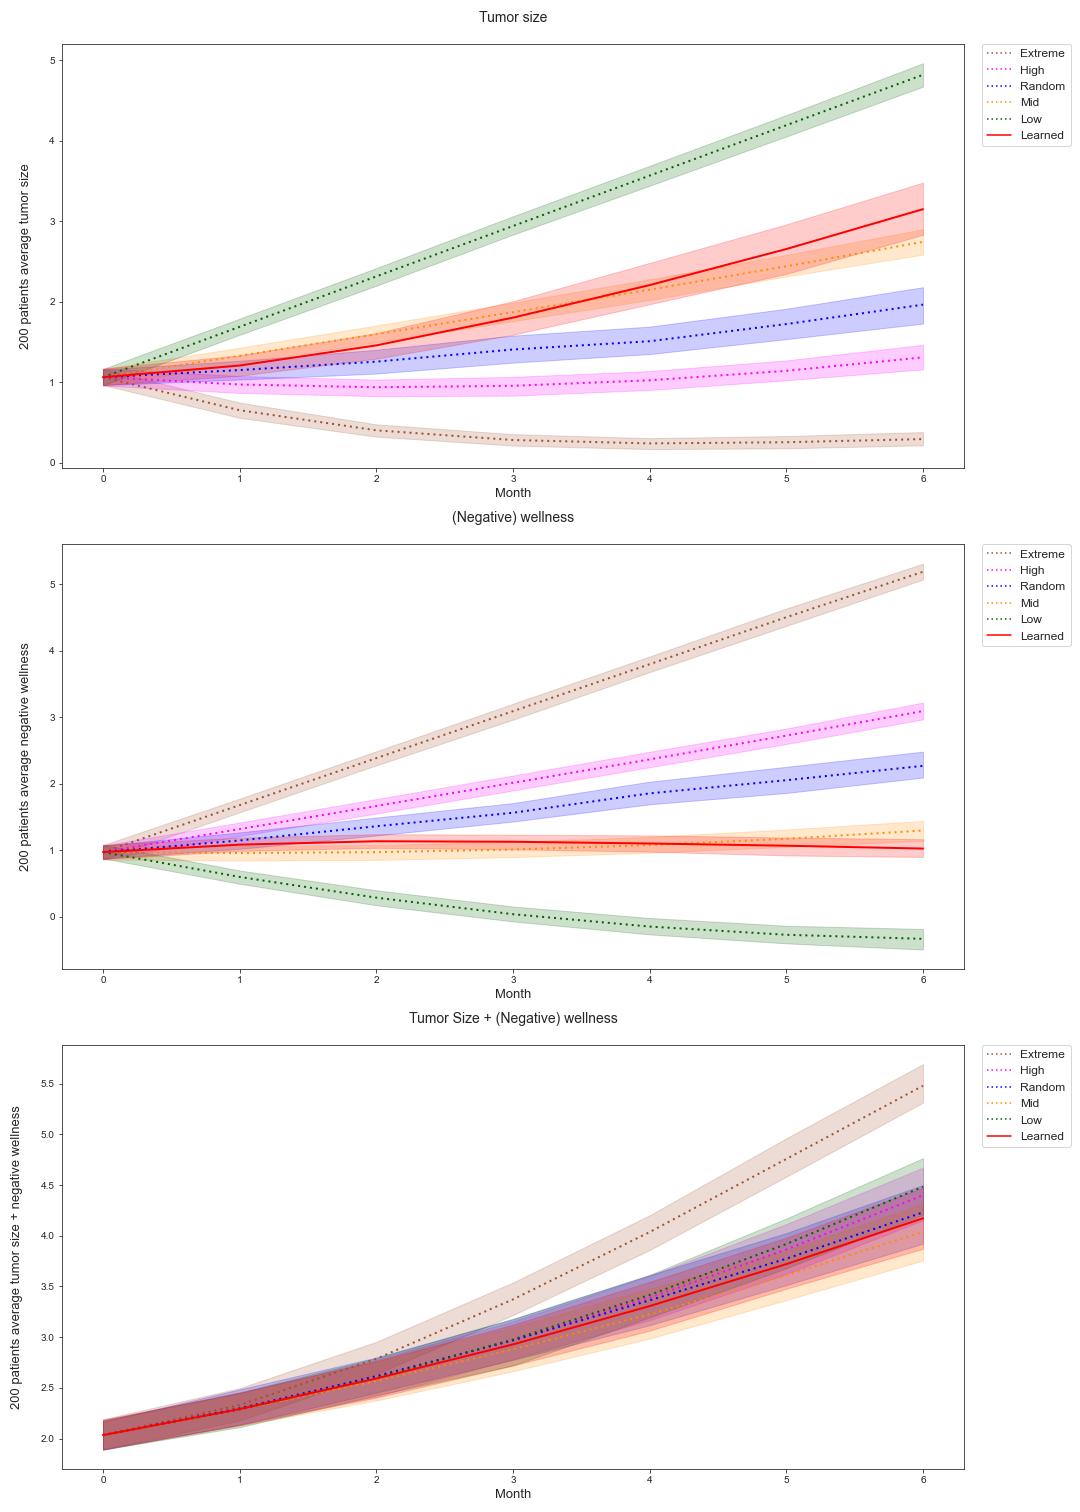 Tumor size
200 patients average tumor size
5
4
3
2
1
0
0 1 2 3 4 5 6
Month
Extreme
High
Random
Mid
Low
Learned
(Negative) wellness
200 patients average negative wellness
5
4
3
2
1
0
0 1 2 3 4 5 6
Month
Extreme
High
Random
Mid
Low
Learned
Tumor Size + (Negative) wellness
200 patients average tumor size + negative wellness
5.5
5.0
4.5
4.0
3.5
3.0
2.5
2.0
0 1 2 3 4 5 6
Month
Extreme
High
Random
Mid
Low
Learned